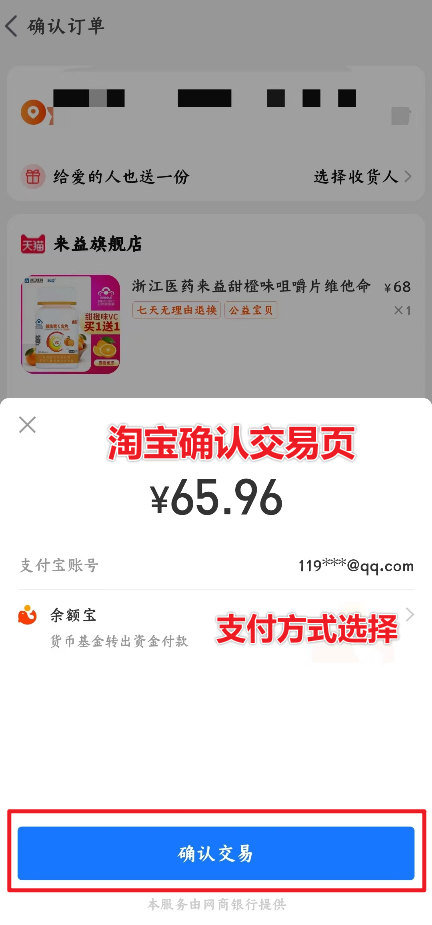 确认订单
给爱的人也送一份 选择收货人
天猫 来益旗舰店
浙江医药来益甜橙味咀嚼片维他命 ¥68
七天无理由退换 公益宝贝 ×1
甜橙味VC
买1送1
淘宝确认交易页
¥65.96
支付宝账号 119***@qq.com
余额宝
货币基金转出资金付款
支付方式选择
确认交易
本服务由网商银行提供